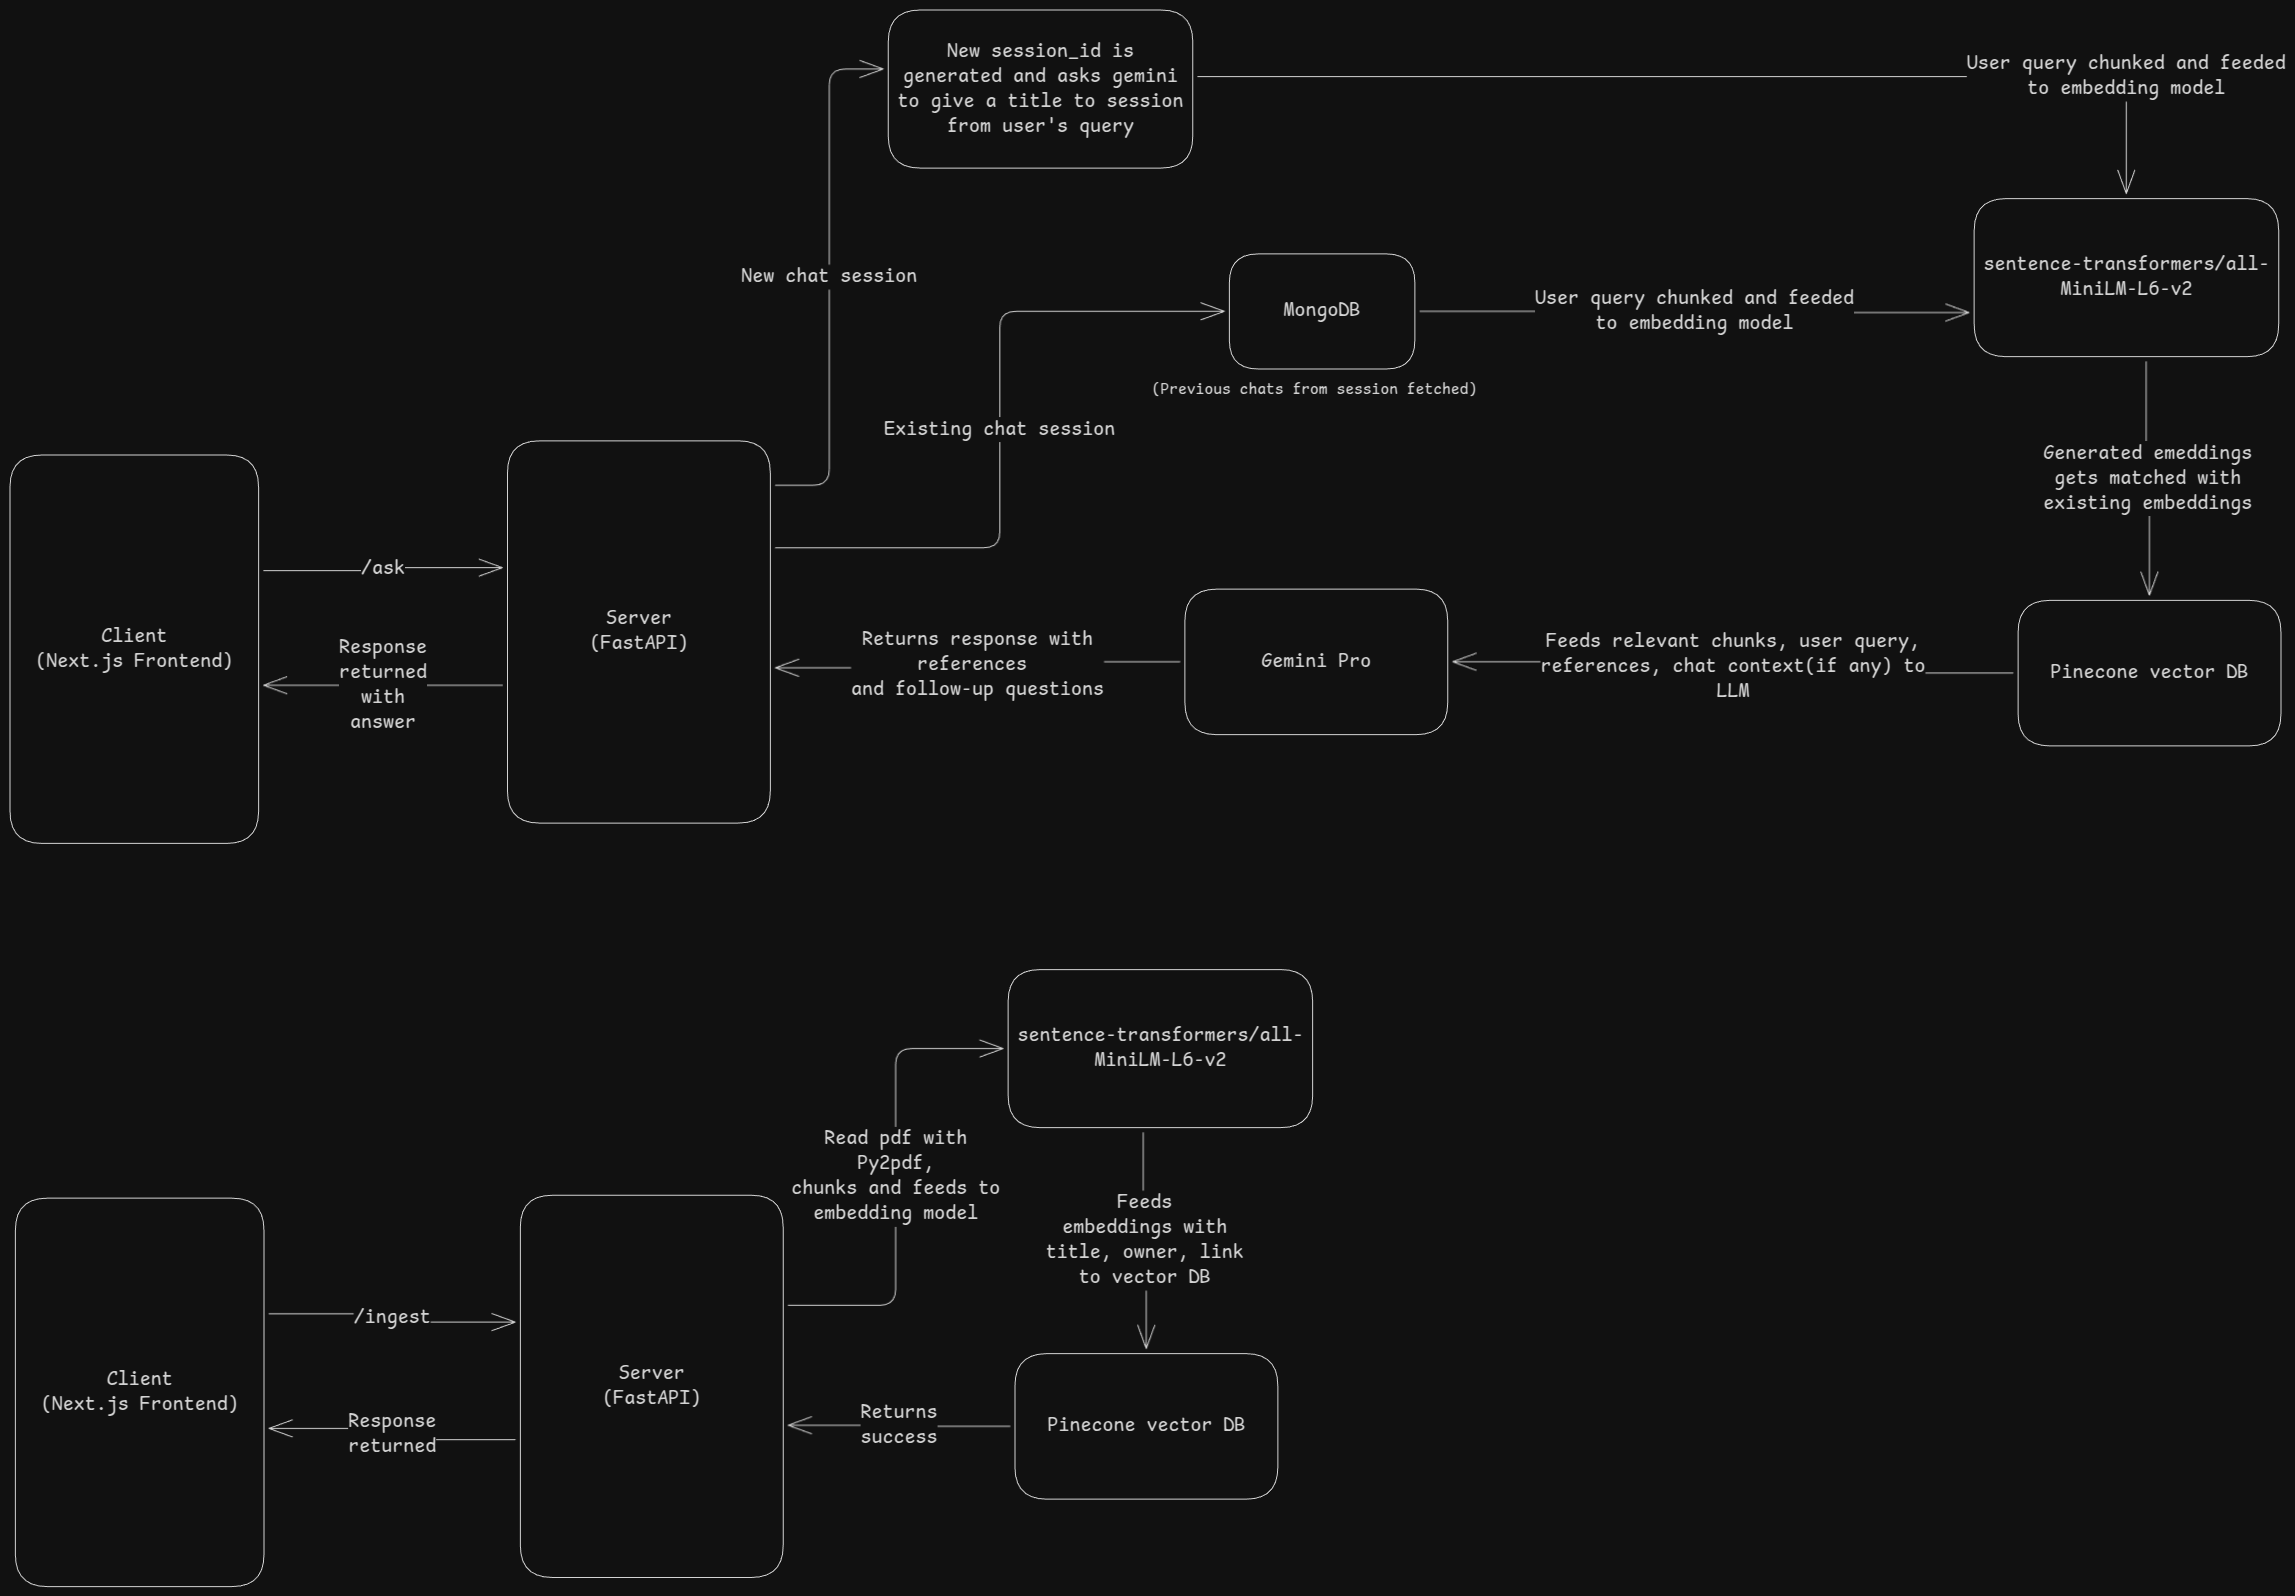 New session_id is
generated and asks gemini
to give a title to session
from user's query
User query chunked and feeded
to embedding model
New chat session
sentence-transformers/all-
MiniLM-L6-v2
MongoDB
User query chunked and feeded
to embedding model
(Previous chats from session fetched)
Existing chat session
Generated emeddings
gets matched with
existing embeddings
Client
(Next.js Frontend)
/ask
Response
returned
with
answer
Server
(FastAPI)
Returns response with
references
and follow-up questions
Gemini Pro
Feeds relevant chunks, user query,
references, chat context(if any) to
LLM
Pinecone vector DB
sentence-transformers/all-
MiniLM-L6-v2
Read pdf with
Py2pdf,
chunks and feeds to
embedding model
Feeds
embeddings with
title, owner, link
to vector DB
Client
(Next.js Frontend)
/ingest
Response
returned
Server
(FastAPI)
Returns
success
Pinecone vector DB